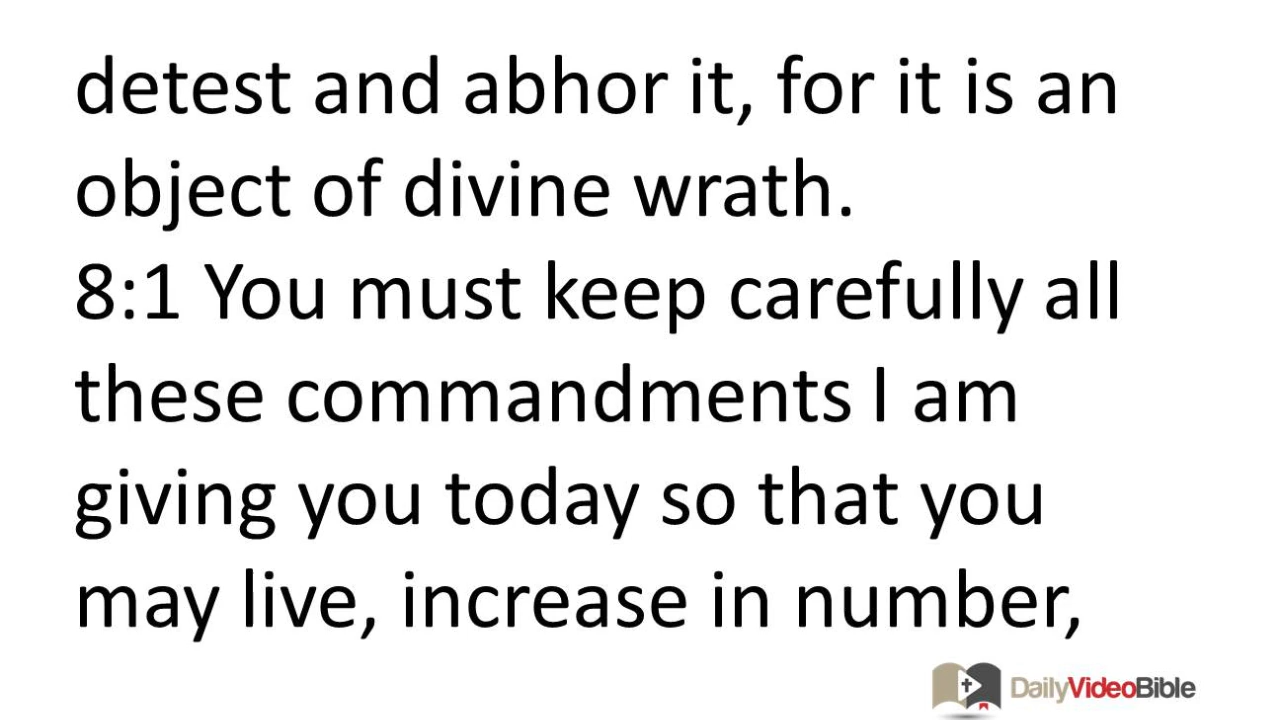 detest and abhor it, for it is an
object of divine wrath.
8:1 You must keep carefully all
these commandments I am
giving you today so that you
may live, increase in number,
DailyVideoBible